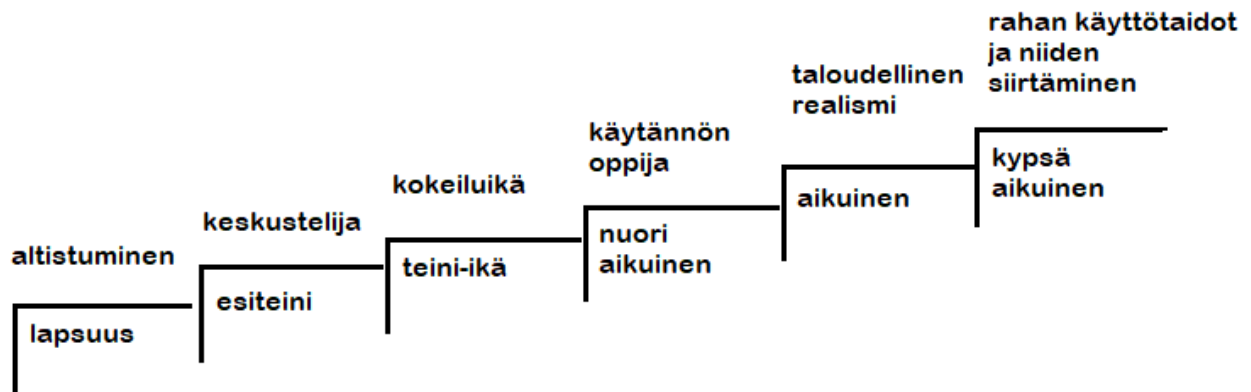 altistuminen
lapsuus
keskustelija
esiteini
kokeiluikä
teini-ikä
käytännön
oppija
nuori
aikuinen
taloudellinen
realismi
aikuinen
rahan käyttötaidot
ja niiden
siirtäminen
kypsä
aikuinen